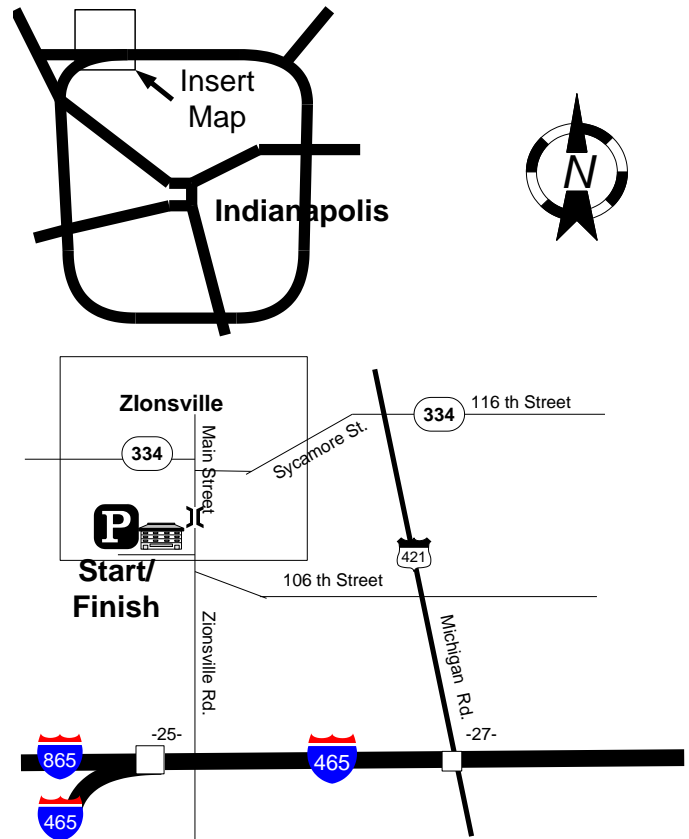 Insert
Map
N
Indianapolis
ZIonsville
334
116 th Street
334
Main Street
Sycamore St.
P
421
Start/
Finish
106 th Street
Zionsville Rd.
Michigan Rd.
-25-
-27-
865
465
465